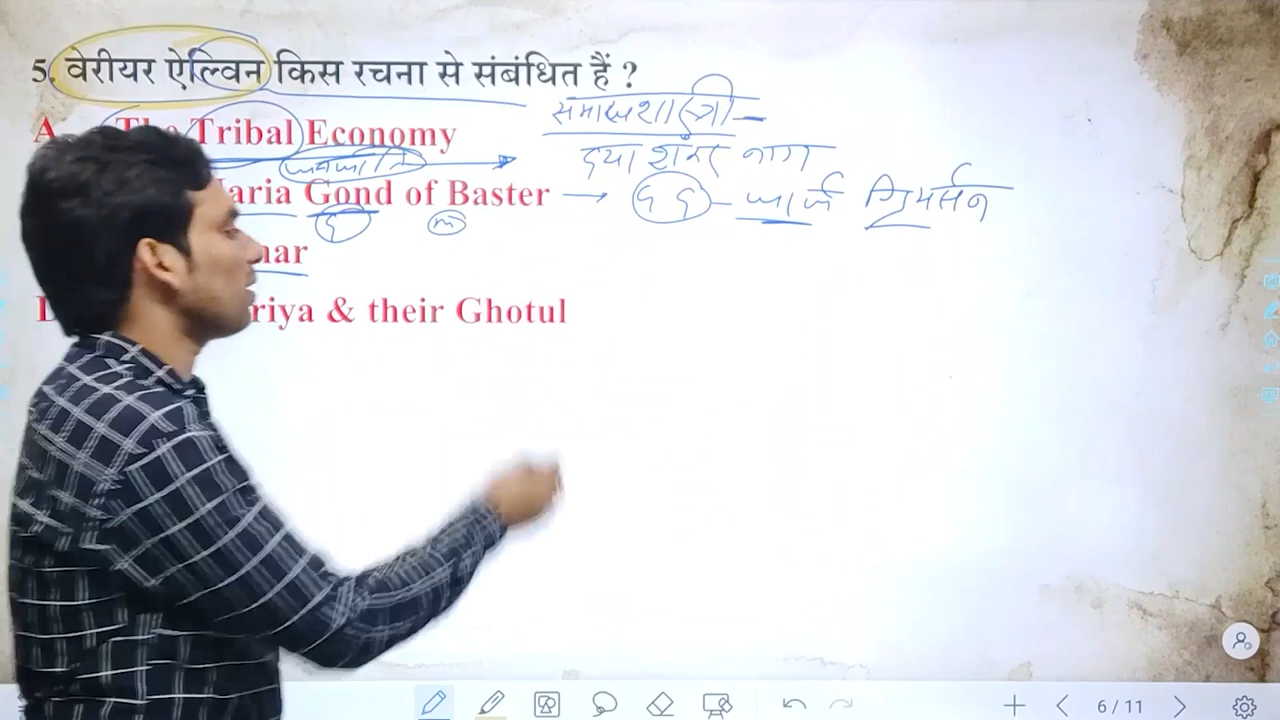 5. वेरीयर ऐल्विन किस रचना से संबंधित हैं ?
A. The Tribal Economy
समाजशास्त्री
दया शंकर नाग
जनजाति
Maria Gond of Baster
जार्ज ग्रियर्सन
riya & their Ghotul
6/11